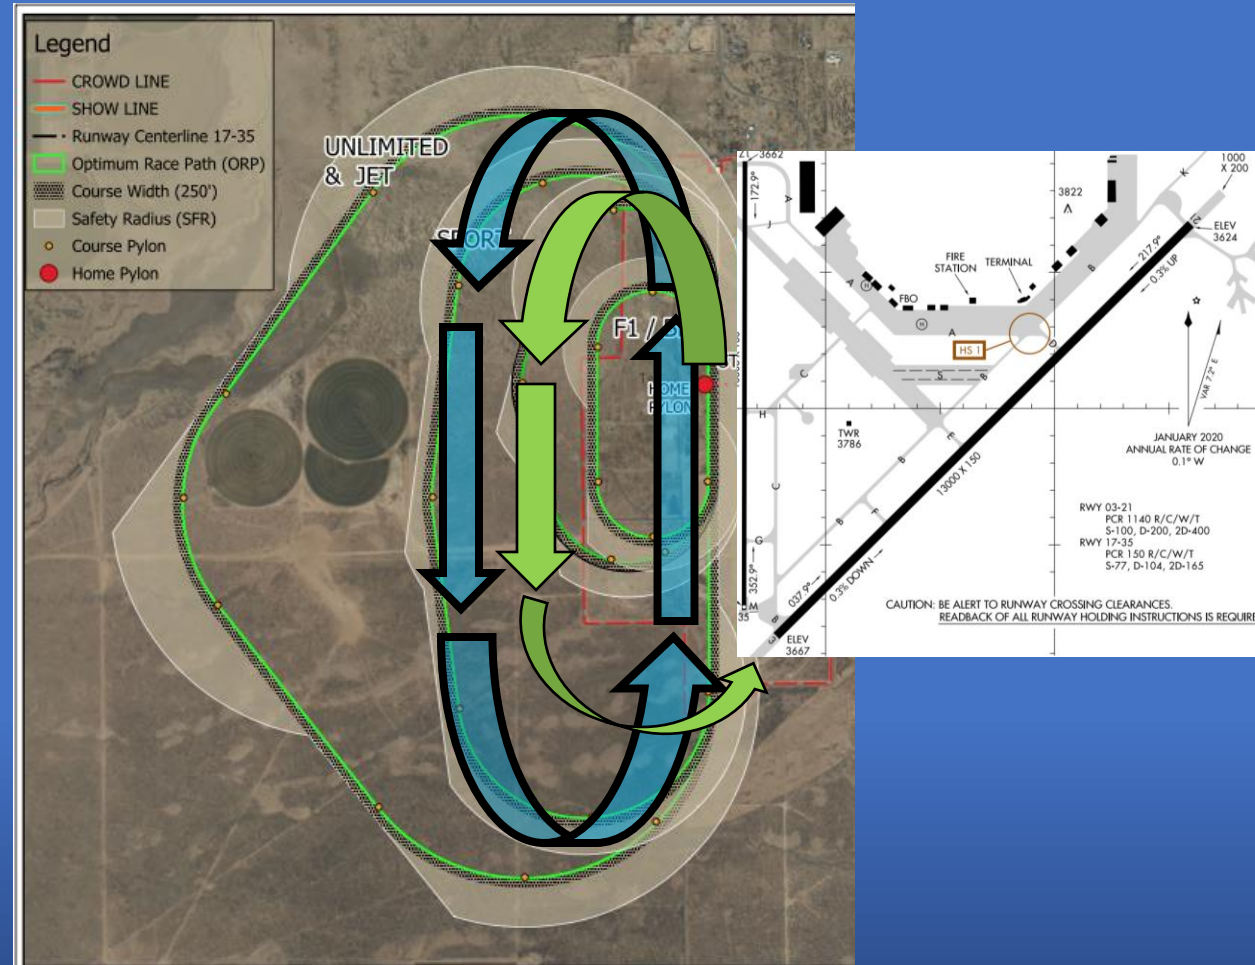 Legend
CROWD LINE
SHOW LINE
Runway Centerline 17-35
Optimum Race Path (ORP)
Course Width (250')
Safety Radius (SFR)
Course Pylon
Home Pylon
UNLIMITED
& JET
SPORT
F1 /
HOME
PYLON
3662
172.9°
A
J
C
H
TWR
3786
C
G
352.9°
M
35
B
ELEV
3667
037.9°
0.3% DOWN
B
F
B
E
13000 X 150
A
H
FBO
H
A
FIRE
STATION
TERMINAL
HS 1
S
B
D
B
3822
K
1000
X 200
21
ELEV
3624
217.9°
0.3% UP
VAR 7.2° E
JANUARY 2020
ANNUAL RATE OF CHANGE
0.1° W
RWY 03-21
PCR 1140 R/C/W/T
S-100, D-200, 2D-400
RWY 17-35
PCR 150 R/C/W/T
S-77, D-104, 2D-165
CAUTION: BE ALERT TO RUNWAY CROSSING CLEARANCES.
READBACK OF ALL RUNWAY HOLDING INSTRUCTIONS IS REQUIRE